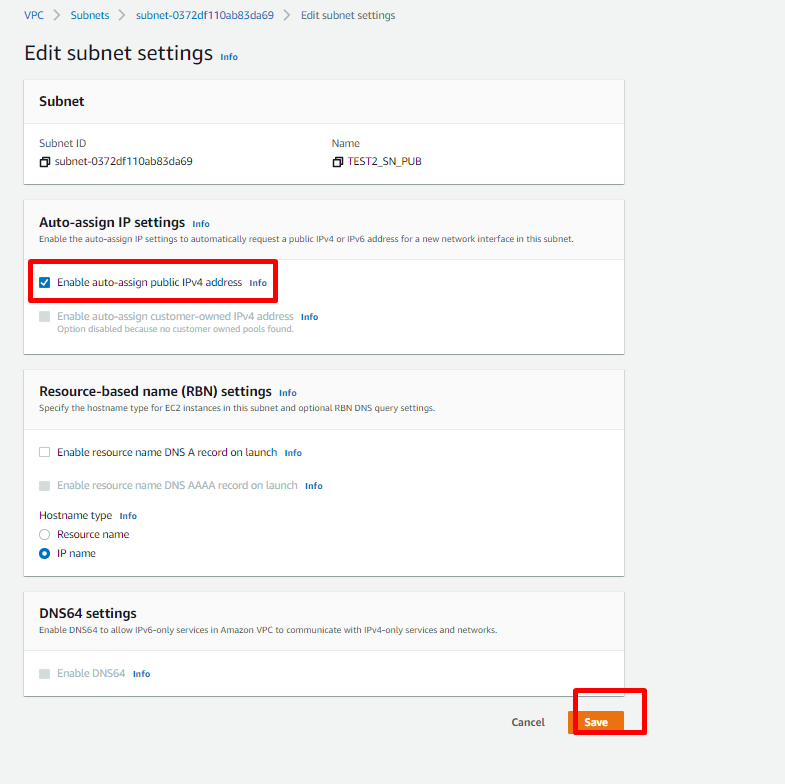 VPC > Subnets > subnet-0372df110ab83da69 > Edit subnet settings
Edit subnet settings Info
Subnet
Subnet ID Name
subnet-0372df110ab83da69 TEST2_SN_PUB
Auto-assign IP settings Info
Enable the auto-assign IP settings to automatically request a public IPv4 or IPv6 address for a new network interface in this subnet.
Enable auto-assign public IPv4 address Info
Enable auto-assign customer-owned IPv4 address Info
Option disabled because no customer owned pools found.
Resource-based name (RBN) settings Info
Specify the hostname type for EC2 instances in this subnet and optional RBN DNS query settings.
Enable resource name DNS A record on launch Info
Enable resource name DNS AAAA record on launch Info
Hostname type Info
Resource name
IP name
DNS64 settings
Enable DNS64 to allow IPv6-only services in Amazon VPC to communicate with IPv4-only services and networks.
Enable DNS64 Info
Cancel Save